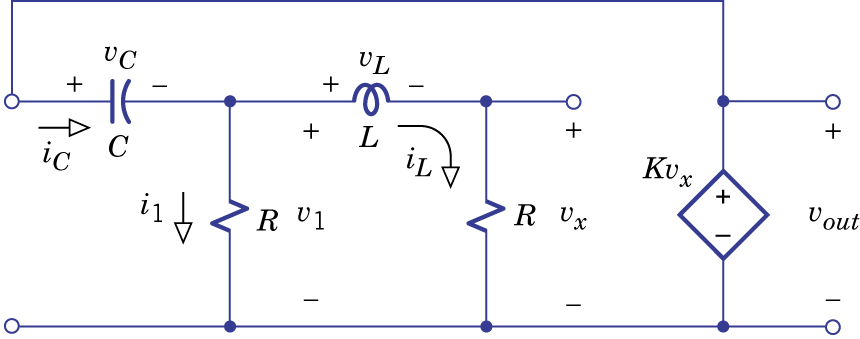 v_C
+ −
C
i_C
v_L
+ −
L
i_L
i_1
R
+
v_1
−
R
+
v_x
−
Kv_x
+
−
+
v_out
−